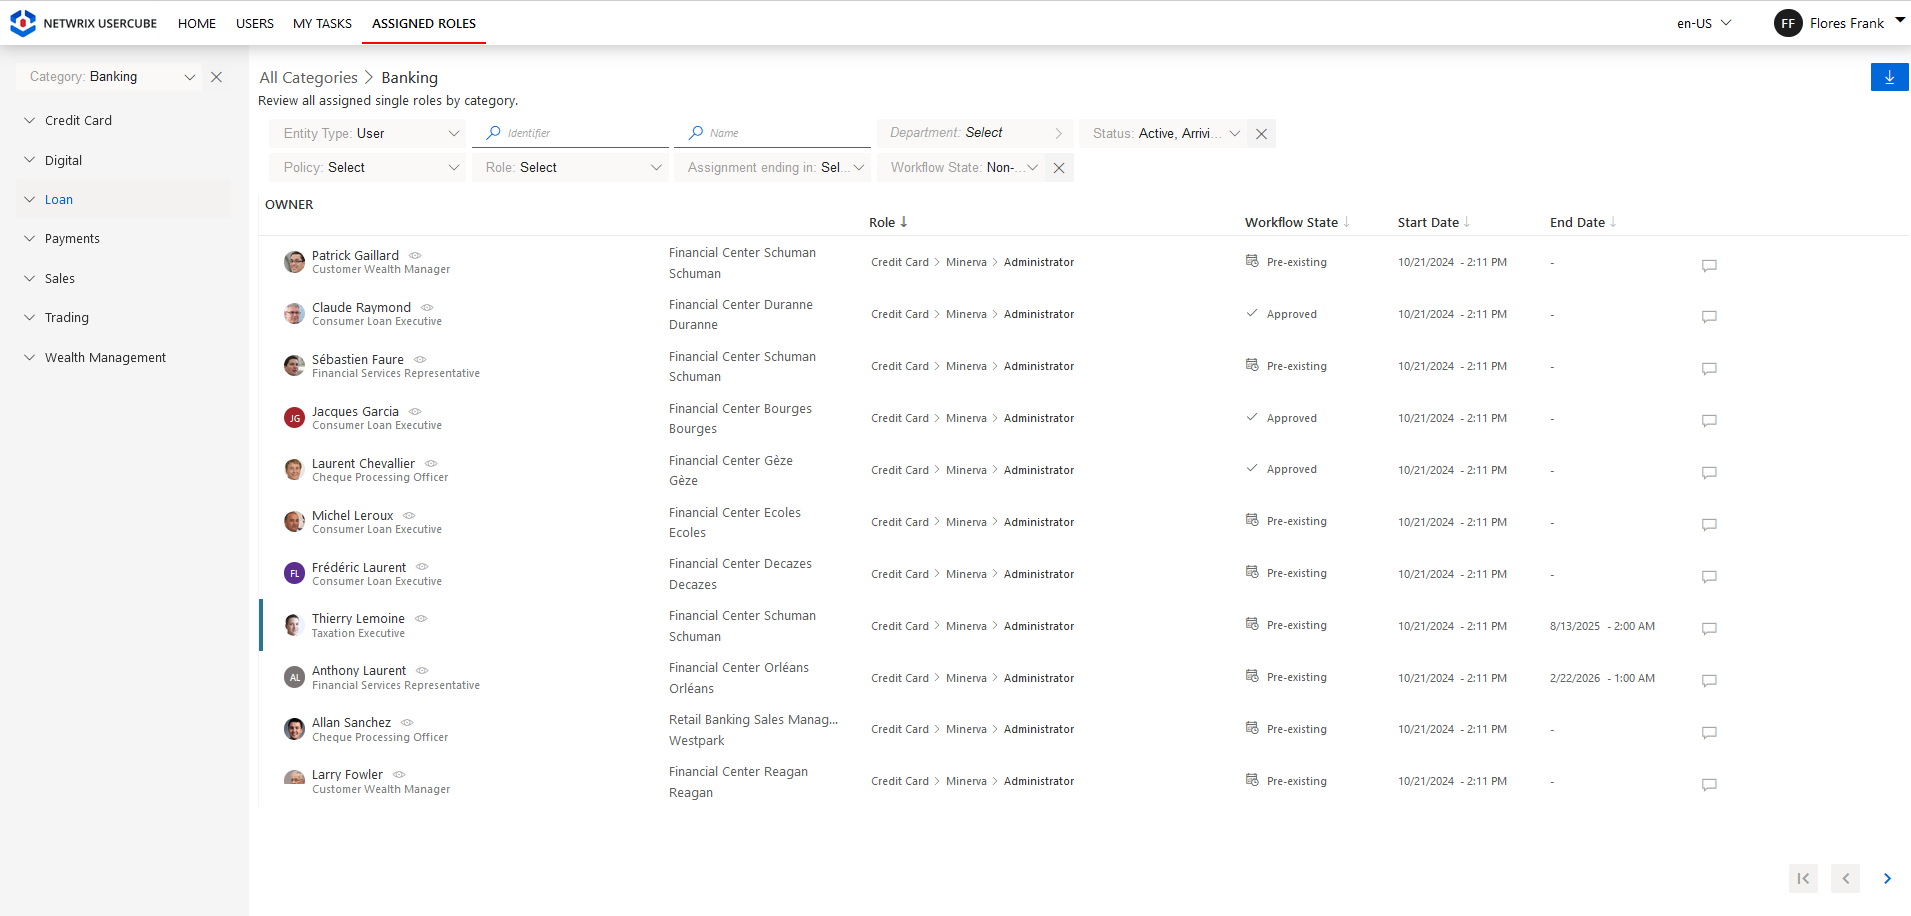 NETWRIX USERCUBE HOME USERS MY TASKS ASSIGNED ROLES en-US FF Flores Frank
Category: Banking
Credit Card
Digital
Loan
Payments
Sales
Trading
Wealth Management
All Categories > Banking
Review all assigned single roles by category.
Entity Type: User Identifier Name Department: Select Status: Active, Arrivi...
Policy: Select Role: Select Assignment ending in: Sel... Workflow State: Non-...
OWNER
Role Workflow State Start Date End Date
Patrick Gaillard Financial Center Schuman
Customer Wealth Manager Schuman
Credit Card > Minerva > Administrator Pre-existing 10/21/2024 - 2:11 PM -
Claude Raymond Financial Center Duranne
Consumer Loan Executive Duranne
Credit Card > Minerva > Administrator Approved 10/21/2024 - 2:11 PM -
Sébastien Faure Financial Center Schuman
Financial Services Representative Schuman
Credit Card > Minerva > Administrator Pre-existing 10/21/2024 - 2:11 PM -
JG Jacques Garcia Financial Center Bourges
Consumer Loan Executive Bourges
Credit Card > Minerva > Administrator Approved 10/21/2024 - 2:11 PM -
Laurent Chevallier Financial Center Gèze
Cheque Processing Officer Gèze
Credit Card > Minerva > Administrator Approved 10/21/2024 - 2:11 PM -
Michel Leroux Financial Center Ecoles
Consumer Loan Executive Ecoles
Credit Card > Minerva > Administrator Pre-existing 10/21/2024 - 2:11 PM -
FL Frédéric Laurent Financial Center Decazes
Consumer Loan Executive Decazes
Credit Card > Minerva > Administrator Pre-existing 10/21/2024 - 2:11 PM -
Thierry Lemoine Financial Center Schuman
Taxation Executive Schuman
Credit Card > Minerva > Administrator Pre-existing 10/21/2024 - 2:11 PM 8/13/2025 - 2:00 AM
AL Anthony Laurent Financial Center Orléans
Financial Services Representative Orléans
Credit Card > Minerva > Administrator Pre-existing 10/21/2024 - 2:11 PM 2/22/2026 - 1:00 AM
Allan Sanchez Retail Banking Sales Manag...
Cheque Processing Officer Westpark
Credit Card > Minerva > Administrator Pre-existing 10/21/2024 - 2:11 PM -
Larry Fowler Financial Center Reagan
Customer Wealth Manager Reagan
Credit Card > Minerva > Administrator Pre-existing 10/21/2024 - 2:11 PM -